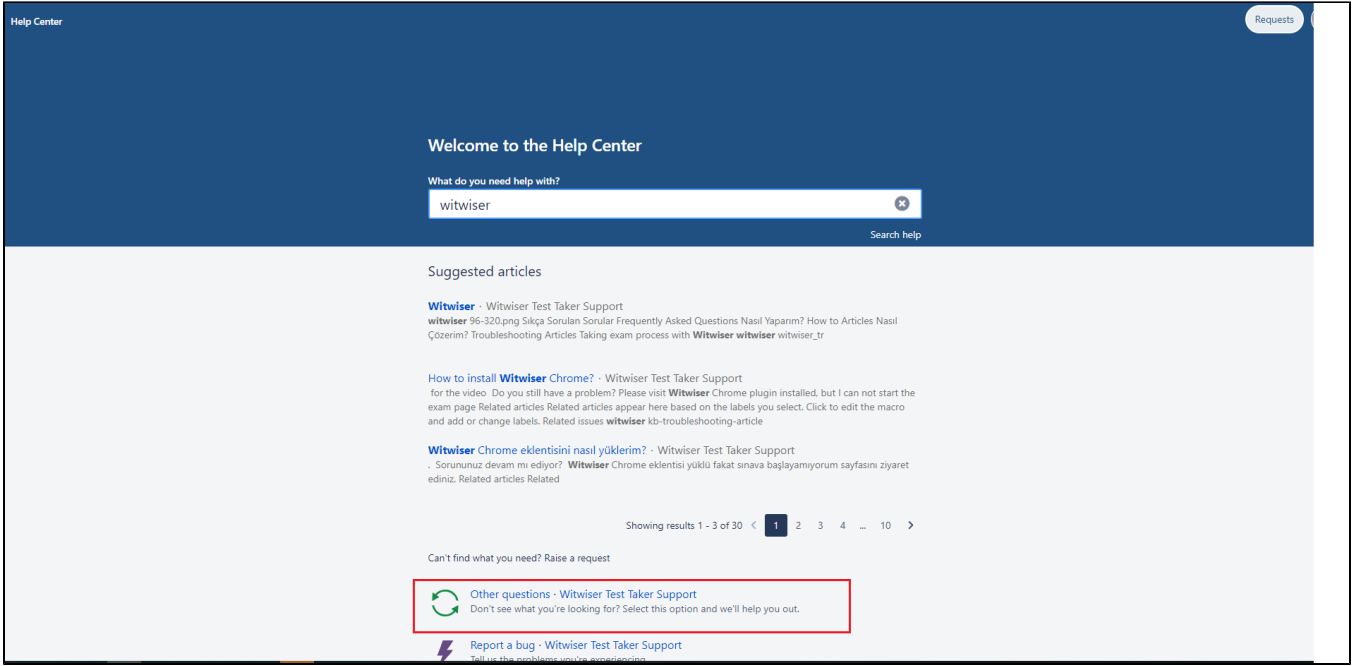 Help Center
Requests
Welcome to the Help Center
What do you need help with?
witwiser
Search help
Suggested articles
Witwiser · Witwiser Test Taker Support
witwiser 96-320.png Sıkça Sorulan Sorular Frequently Asked Questions Nasıl Yaparım? How to Articles Nasıl
Çözerim? Troubleshooting Articles Taking exam process with Witwiser witwiser witwiser_tr
How to install Witwiser Chrome? · Witwiser Test Taker Support
for the video Do you still have a problem? Please visit Witwiser Chrome plugin installed, but I can not start the
exam page Related articles Related articles appear here based on the labels you select. Click to edit the macro
and add or change labels. Related issues witwiser kb-troubleshooting-article
Witwiser Chrome eklentisini nasıl yüklerim? · Witwiser Test Taker Support
. Sorununuz devam mı ediyor? Witwiser Chrome eklentisi yüklü fakat sınava başlayamıyorum sayfasını ziyaret
ediniz. Related articles Related
Showing results 1 - 3 of 30 < 1 2 3 4 ... 10 >
Can't find what you need? Raise a request
Other questions · Witwiser Test Taker Support
Don't see what you're looking for? Select this option and we'll help you out.
Report a bug · Witwiser Test Taker Support
Tell us the problems you're experiencing.